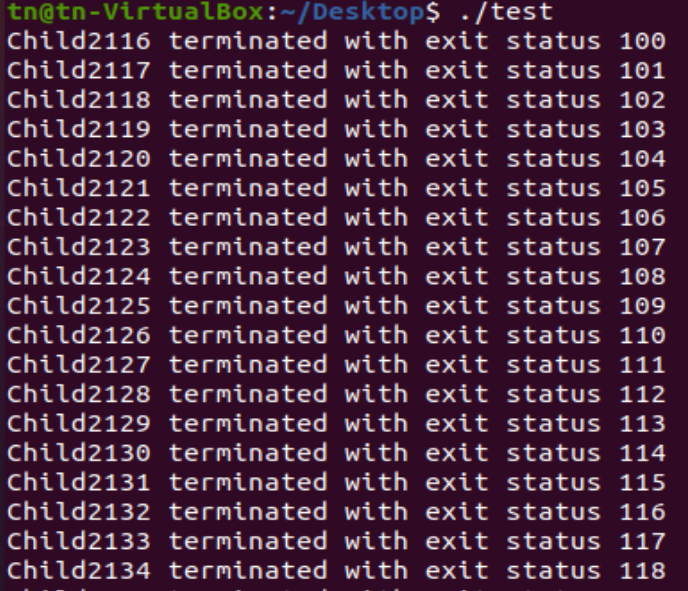 tn@tn-VirtualBox:~/Desktop$ ./test
Child2116 terminated with exit status 100
Child2117 terminated with exit status 101
Child2118 terminated with exit status 102
Child2119 terminated with exit status 103
Child2120 terminated with exit status 104
Child2121 terminated with exit status 105
Child2122 terminated with exit status 106
Child2123 terminated with exit status 107
Child2124 terminated with exit status 108
Child2125 terminated with exit status 109
Child2126 terminated with exit status 110
Child2127 terminated with exit status 111
Child2128 terminated with exit status 112
Child2129 terminated with exit status 113
Child2130 terminated with exit status 114
Child2131 terminated with exit status 115
Child2132 terminated with exit status 116
Child2133 terminated with exit status 117
Child2134 terminated with exit status 118